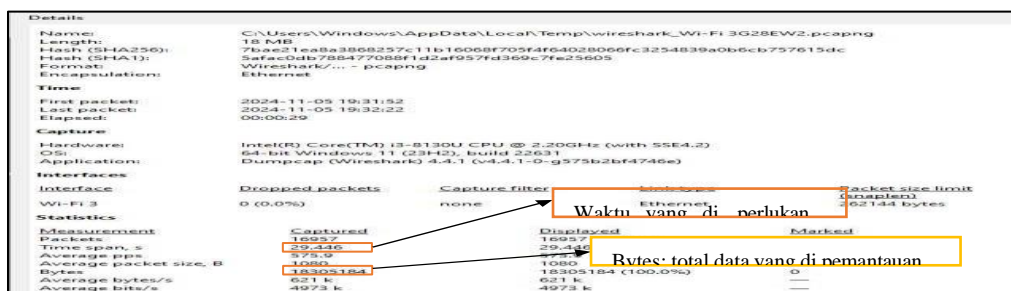 Details
Name: C:\Users\Windows\AppData\Local\Temp\wireshark_Wi-Fi 3G28EW2.pcapng
Length: 18 MB
Hash (SHA256): 7bae21ea8a3868257c11b16068f705f4f64028066fc3254839a0b6cb757615dc
Hash (SHA1): 5afac0db788477088f1d2af957fd369c7fe25605
Format: Wireshark/... - pcapng
Encapsulation: Ethernet
Time
First packet: 2024-11-05 19:31:52
Last packet: 2024-11-05 19:32:22
Elapsed: 00:00:29
Capture
Hardware: Intel(R) Core(TM) i3-8130U CPU @ 2.20GHz (with SSE4.2)
OS: 64-bit Windows 11 (23H2), build 22631
Application: Dumpcap (Wireshark) 4.4.1 (v4.4.1-0-g575b2bf4746e)
Interfaces
Interface Dropped packets Capture filter Link type Packet size limit (snaplen)
Wi-Fi 3 0 (0.0%) none Ethernet 262144 bytes
Waktu yang di perlukan
Statistics
Measurement Captured Displayed Marked
Packets 16957 16957
Time span, s 29.446 29.446
Average pps 575.9 575.9
Average packet size, B 1080 1080
Bytes: total data yang di pemantauan
Bytes 18305184 18305184 (100.0%) 0
Average bytes/s 621 k 621 k —
Average bits/s 4973 k 4973 k —